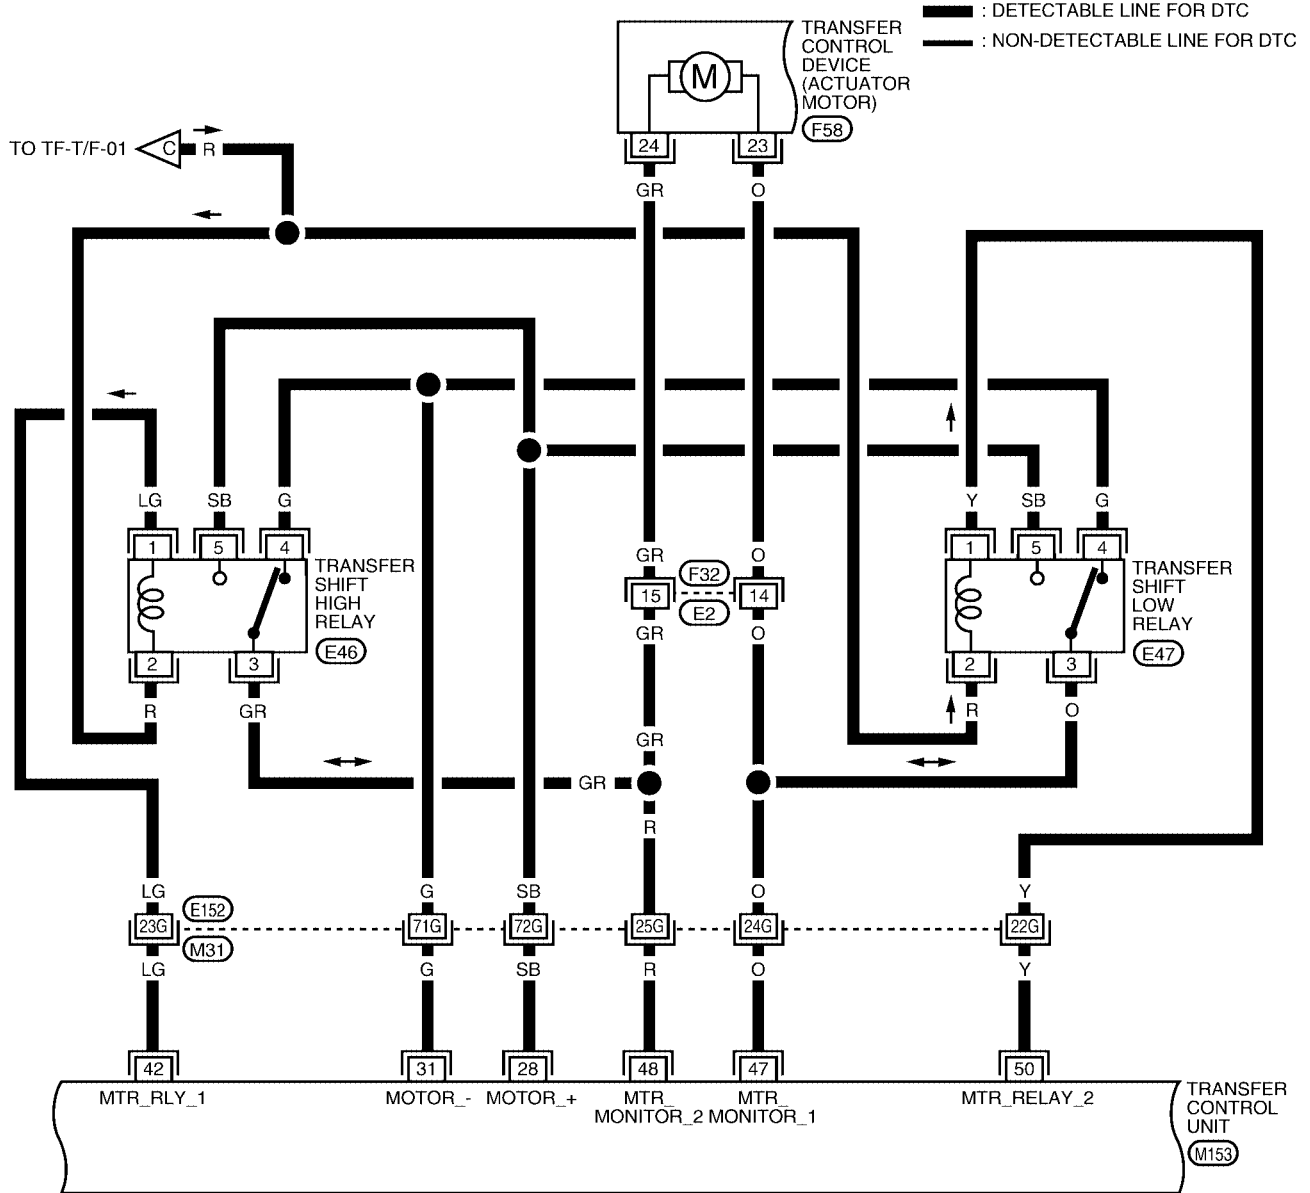 : DETECTABLE LINE FOR DTC
: NON-DETECTABLE LINE FOR DTC
TRANSFER
CONTROL
DEVICE
(ACTUATOR
MOTOR)
F58
M
24
23
GR
O
TO TF-T/F-01
C
R
LG
SB
G
Y
SB
G
1
5
4
1
5
4
TRANSFER
SHIFT
HIGH
RELAY
E46
GR
O
F32
15
14
E2
GR
O
TRANSFER
SHIFT
LOW
RELAY
E47
2
3
2
3
R
GR
R
O
GR
GR
R
LG
G
SB
O
Y
E152
23G
71G
72G
25G
24G
22G
M31
LG
G
SB
R
O
Y
42
31
28
48
47
50
MTR_RLY_1
MOTOR_-
MOTOR_+
MTR_
MONITOR_2
MTR_
MONITOR_1
MTR_RELAY_2
TRANSFER
CONTROL
UNIT
M153